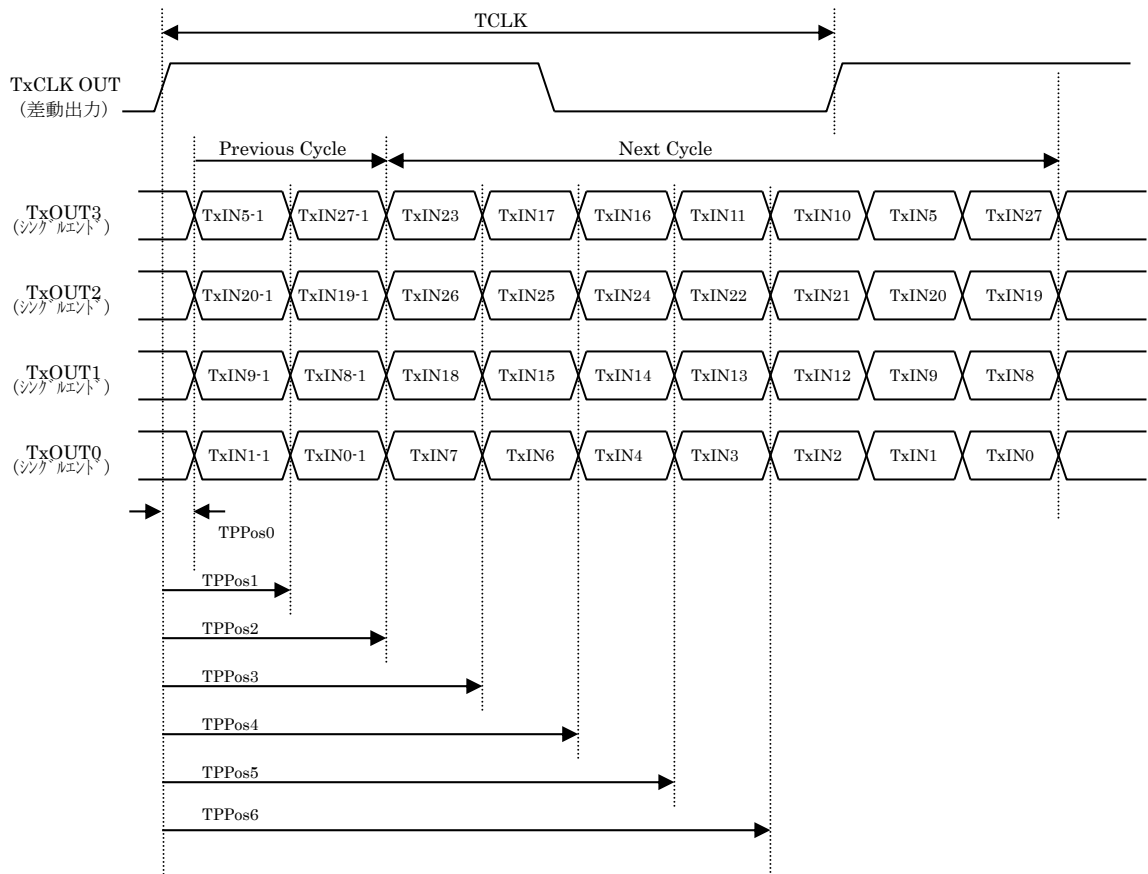 TCLK
TxCLK OUT
(差動出力)
Previous Cycle
Next Cycle
TxOUT3
(シングルエンド)
TxIN5-1 TxIN27-1 TxIN23 TxIN17 TxIN16 TxIN11 TxIN10 TxIN5 TxIN27
TxOUT2
(シングルエンド)
TxIN20-1 TxIN19-1 TxIN26 TxIN25 TxIN24 TxIN22 TxIN21 TxIN20 TxIN19
TxOUT1
(シングルエンド)
TxIN9-1 TxIN8-1 TxIN18 TxIN15 TxIN14 TxIN13 TxIN12 TxIN9 TxIN8
TxOUT0
(シングルエンド)
TxIN1-1 TxIN0-1 TxIN7 TxIN6 TxIN4 TxIN3 TxIN2 TxIN1 TxIN0
TPPos0
TPPos1
TPPos2
TPPos3
TPPos4
TPPos5
TPPos6